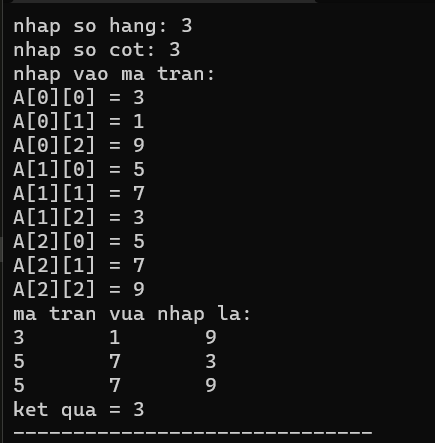 nhap so hang: 3
nhap so cot: 3
nhap vao ma tran:
A[0][0] = 3
A[0][1] = 1
A[0][2] = 9
A[1][0] = 5
A[1][1] = 7
A[1][2] = 3
A[2][0] = 5
A[2][1] = 7
A[2][2] = 9
ma tran vua nhap la:
3       1       9
5       7       3
5       7       9
ket qua = 3
------------------------------